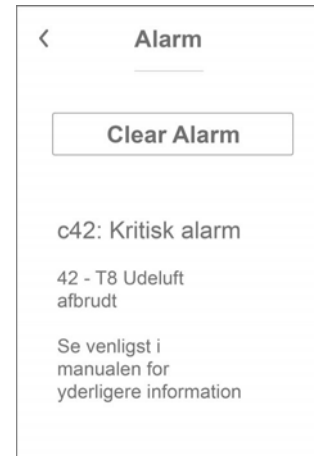 Alarm
Clear Alarm
c42: Kritisk alarm
42 - T8 Udeluft
afbrudt
Se venligst i
manualen for
yderligere information